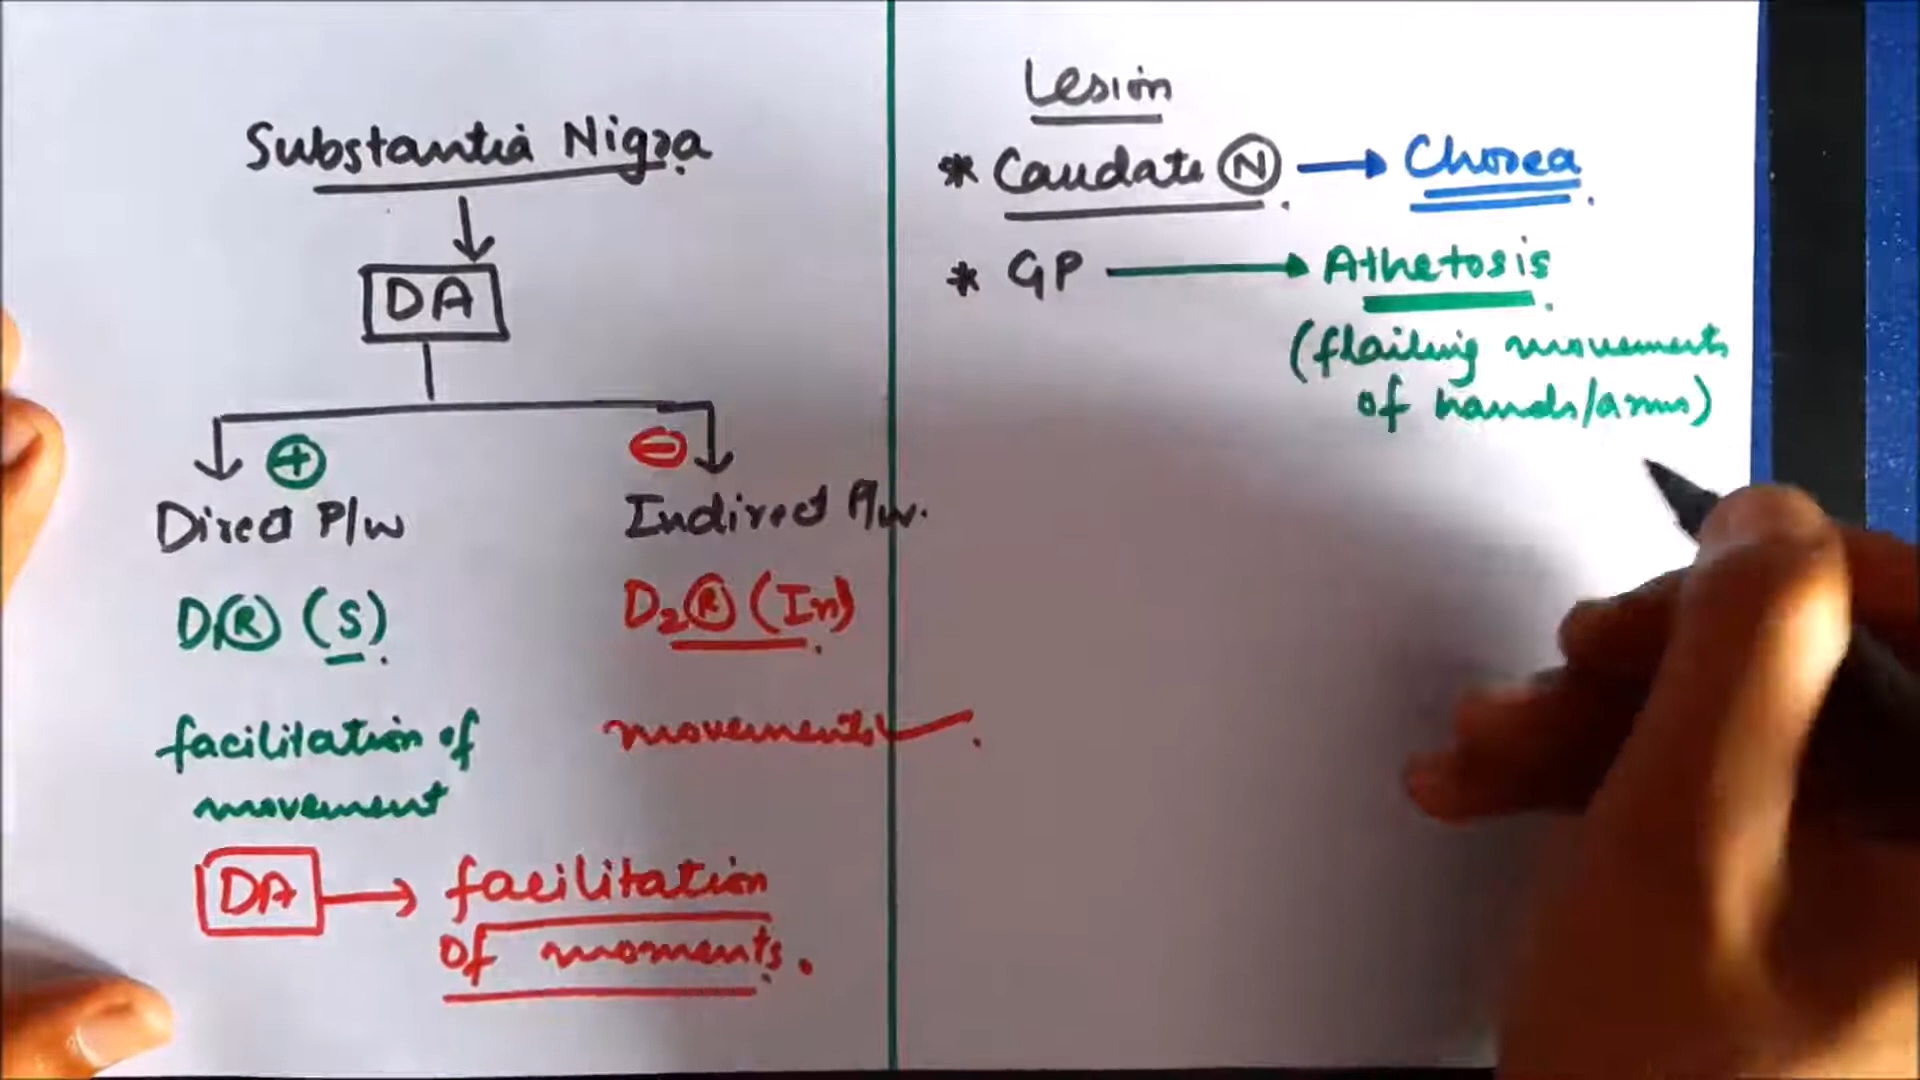 Substantia Nigra
DA
+
-
Direct P/w
Indirect P/w.
D₁Ⓡ (S)
D₂Ⓡ (In)
facilitation of
movement
movements ✓.
DA → facilitation
of moments.
Lesion
* Caudate Ⓝ → Chorea
* GP → Athetosis
(flailing movements
of hands/arms)